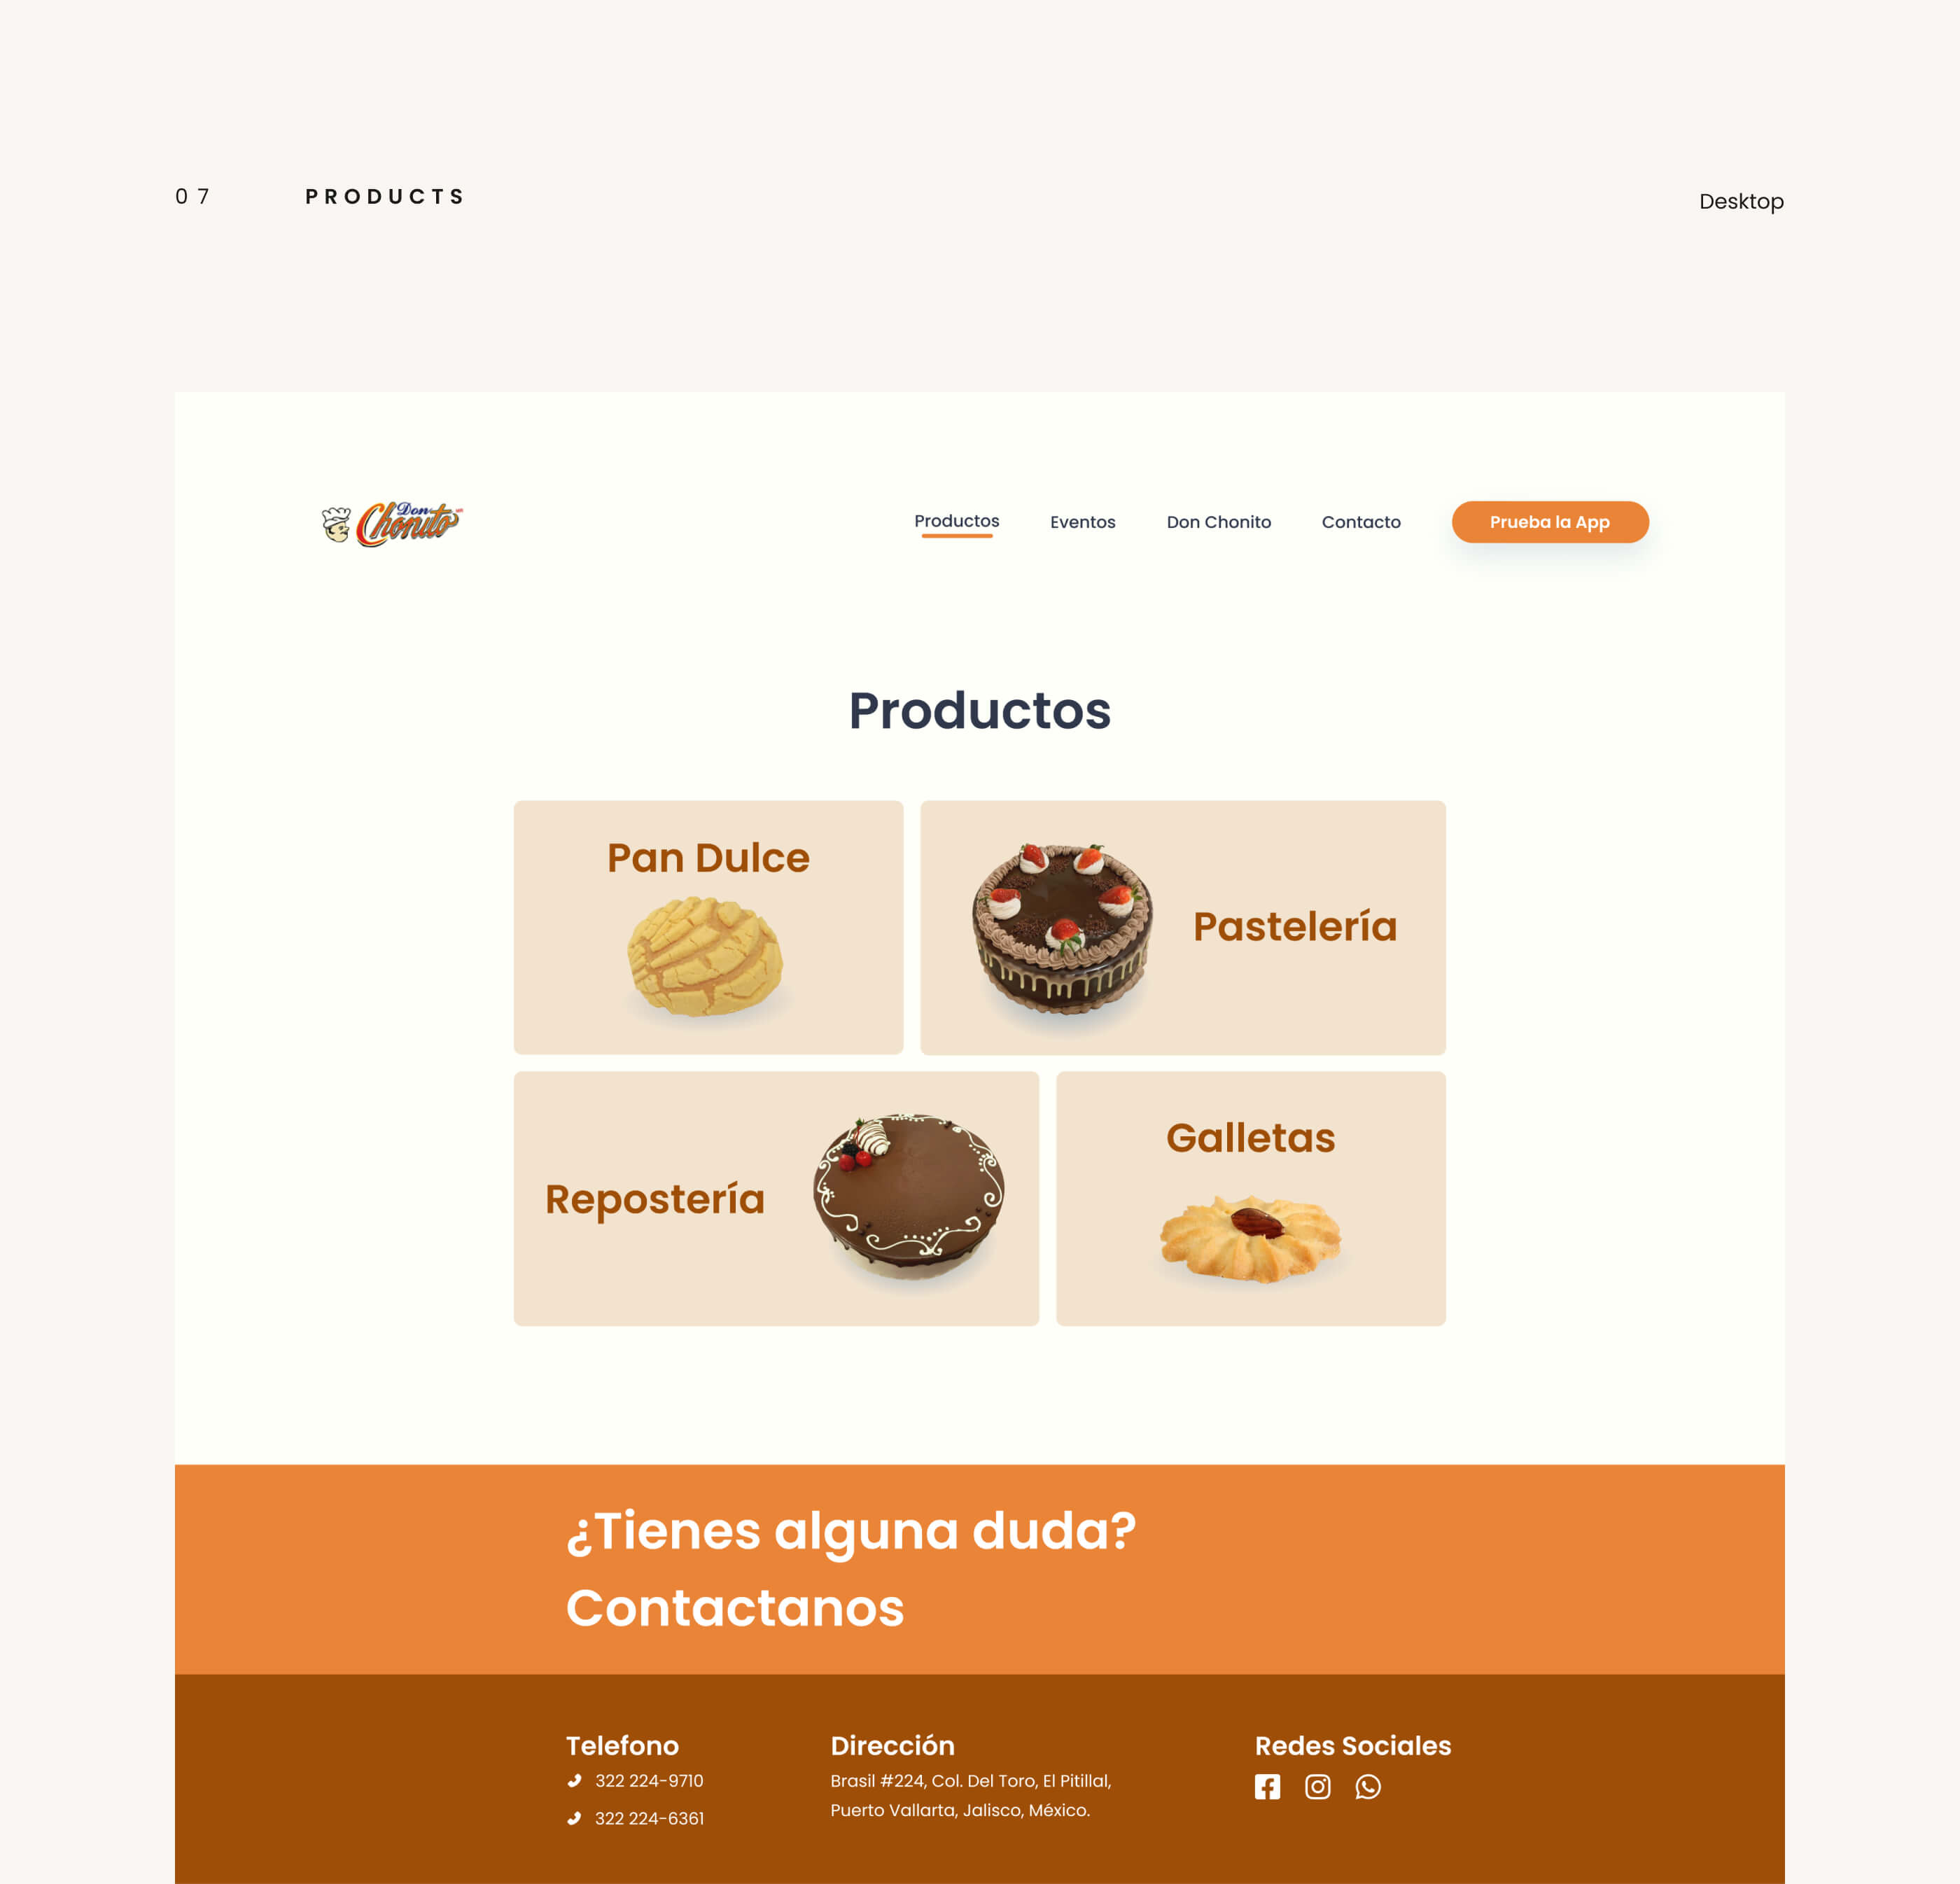 07 PRODUCTS
Desktop
Don
Chonito
Productos Eventos Don Chonito Contacto Prueba la App
Productos
Pan Dulce
Pastelería
Repostería
Galletas
¿Tienes alguna duda?
Contactanos
Telefono
322 224-9710
322 224-6361
Dirección
Brasil #224, Col. Del Toro, El Pitillal,
Puerto Vallarta, Jalisco, México.
Redes Sociales